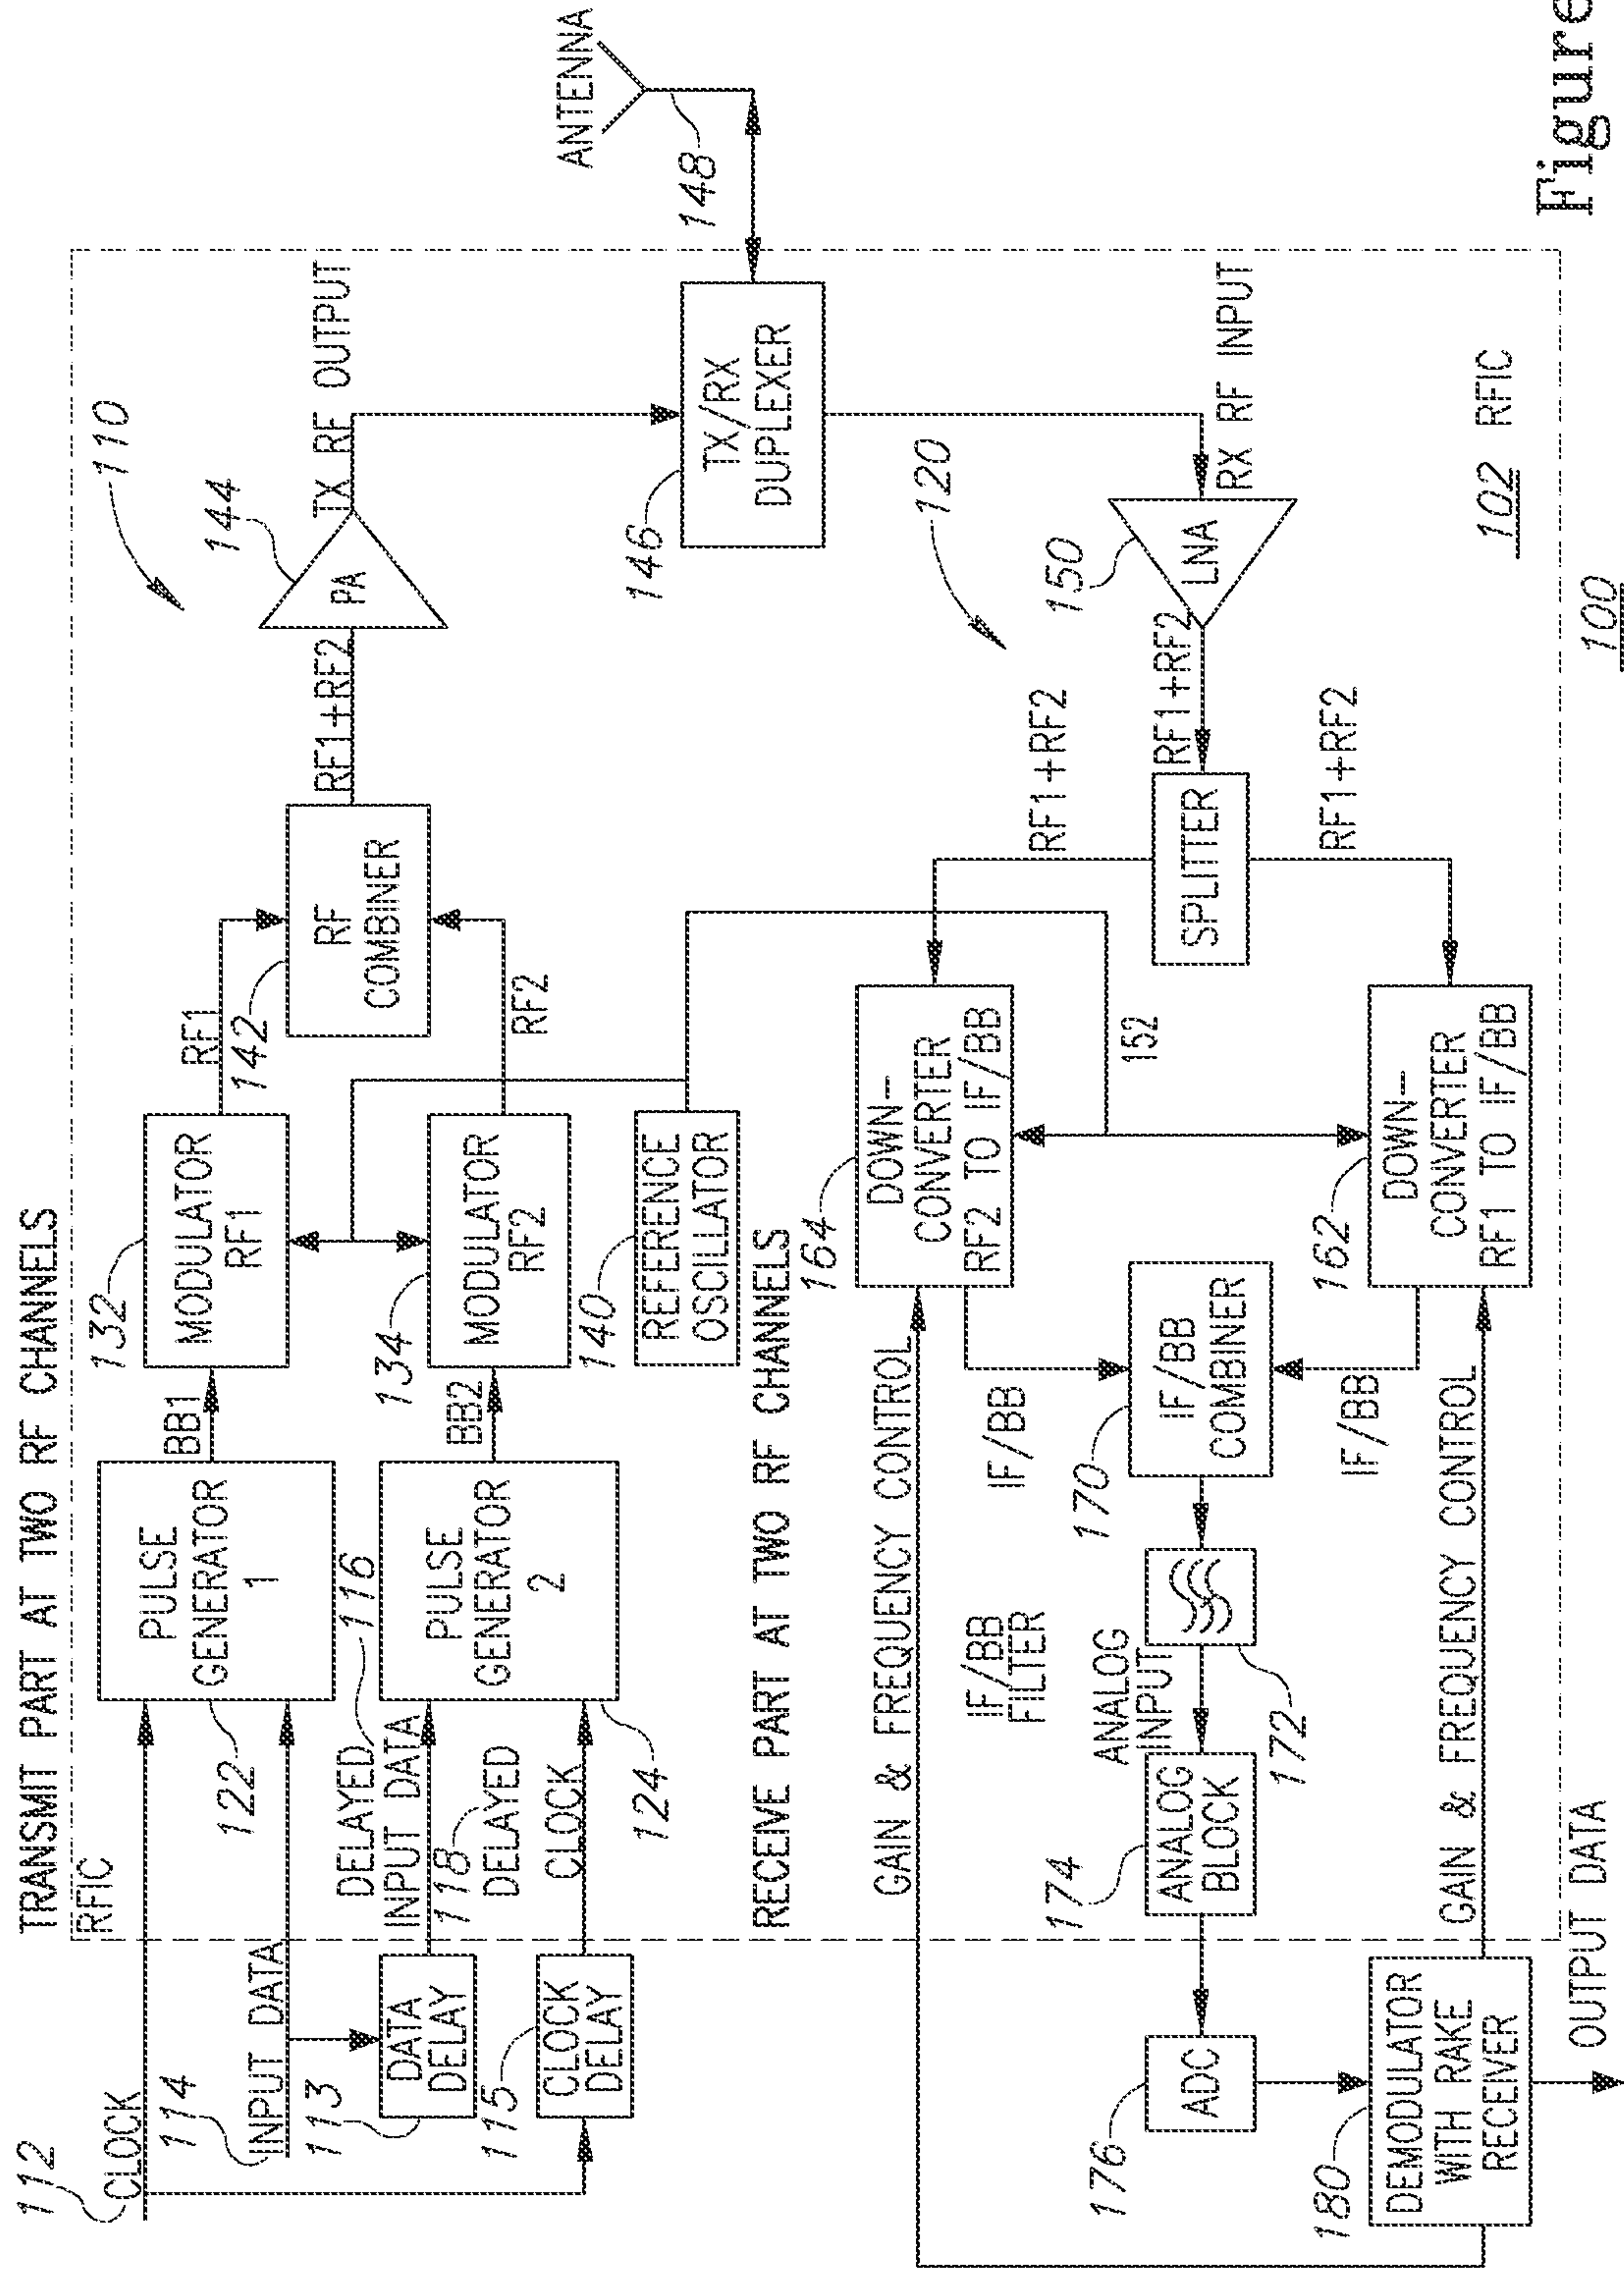 TRANSMIT PART AT TWO RF CHANNELS
RFIC
112
CLOCK
114
INPUT DATA
113
DATA
DELAY
115
CLOCK
DELAY
DELAYED 116
INPUT DATA
118
DELAYED
CLOCK
122
PULSE
GENERATOR
1
124
PULSE
GENERATOR
2
BB1
BB2
132
MODULATOR
RF1
134
MODULATOR
RF2
140
REFERENCE
OSCILLATOR
RF1
RF2
142
RF
COMBINER
RF1+RF2
144
PA
TX RF OUTPUT
110
146
TX/RX
DUPLEXER
148
ANTENNA
RECEIVE PART AT TWO RF CHANNELS
120
RX RF INPUT
150
LNA
RF1+RF2
SPLITTER
RF1+RF2
RF1+RF2
152
164
DOWN-
CONVERTER
RF2 TO IF/BB
162
DOWN-
CONVERTER
RF1 TO IF/BB
GAIN & FREQUENCY CONTROL
GAIN & FREQUENCY CONTROL
IF/BB
IF/BB
170
IF/BB
COMBINER
IF/BB
FILTER
172
ANALOG
INPUT
174
ANALOG
BLOCK
176
ADC
180
DEMODULATOR
WITH RAKE
RECEIVER
OUTPUT DATA
102 RFIC
100
Figure